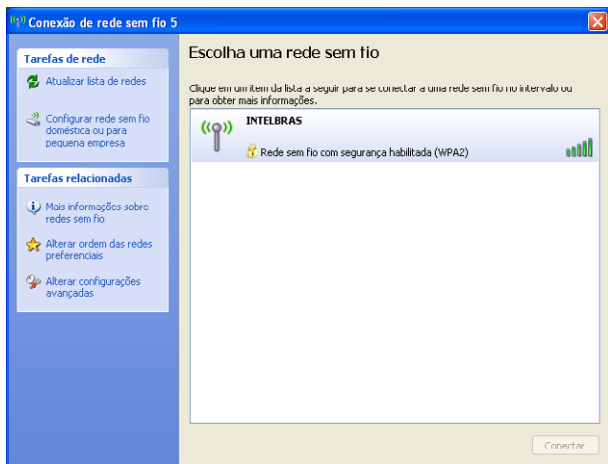 Conexão de rede sem fio 5
Tarefas de rede
Atualizar lista de redes
Configurar rede sem fio
doméstica ou para
pequena empresa
Tarefas relacionadas
Mais informações sobre
redes sem fio
Alterar ordem das redes
preferenciais
Alterar configurações
avançadas
Escolha uma rede sem fio
Clique em um item da lista a seguir para se conectar a uma rede sem fio no intervalo ou
para obter mais informações.
INTELBRAS
Rede sem fio com segurança habilitada (WPA2)
Conectar